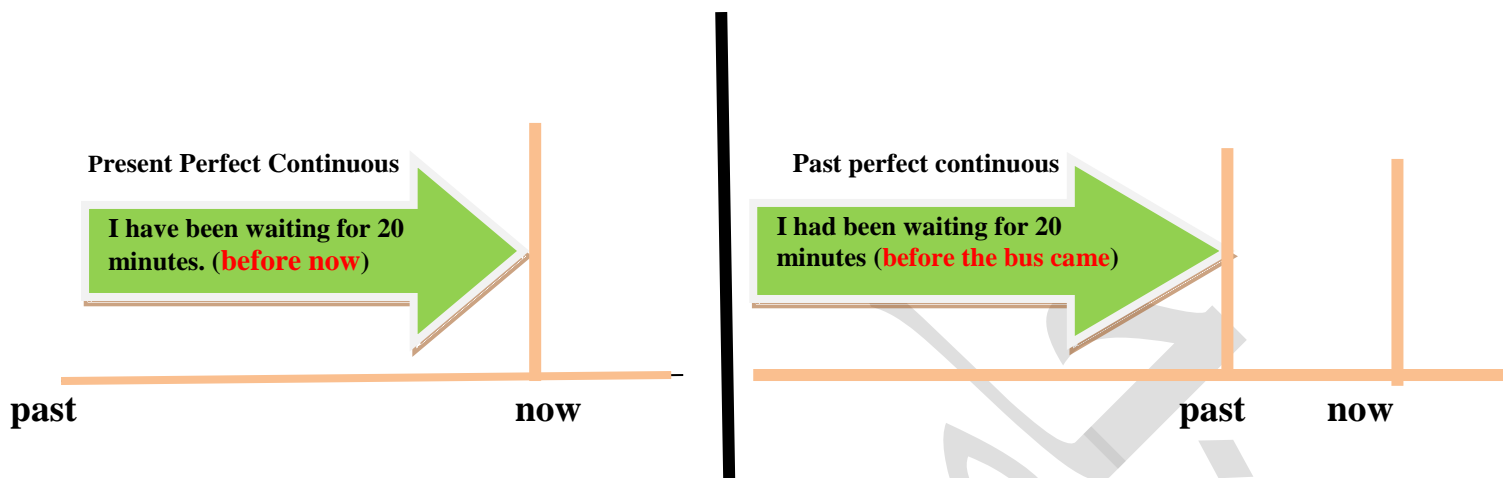 Present Perfect Continuous
I have been waiting for 20
minutes. (before now)
past
now
Past perfect continuous
I had been waiting for 20
minutes (before the bus came)
past
now